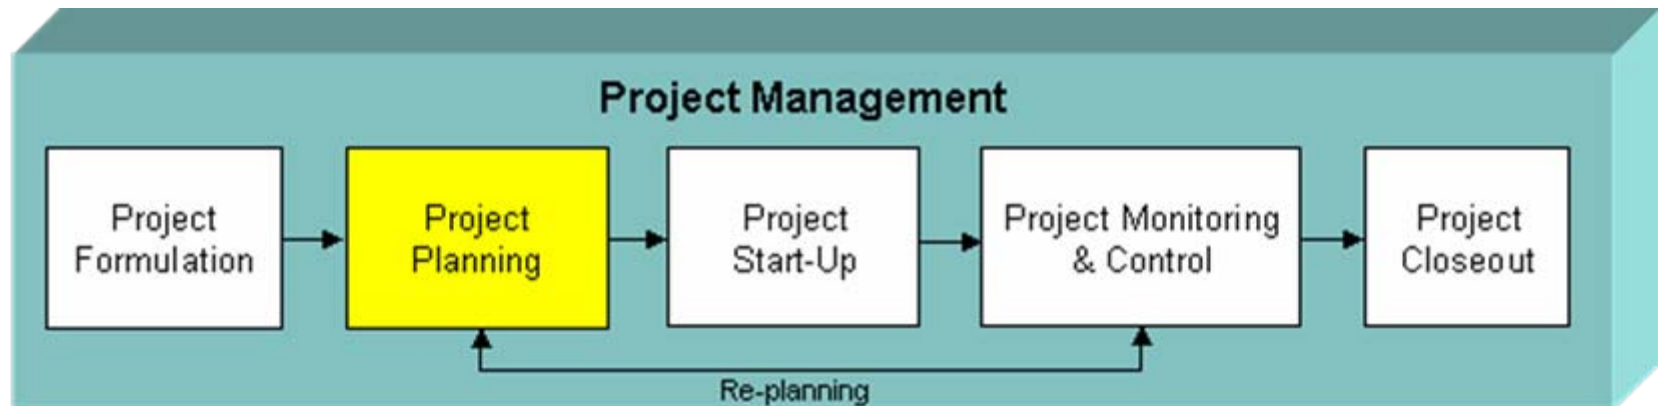 Project Management
Project
Formulation
Project
Planning
Project
Start-Up
Project Monitoring
& Control
Project
Closeout
Re-planning